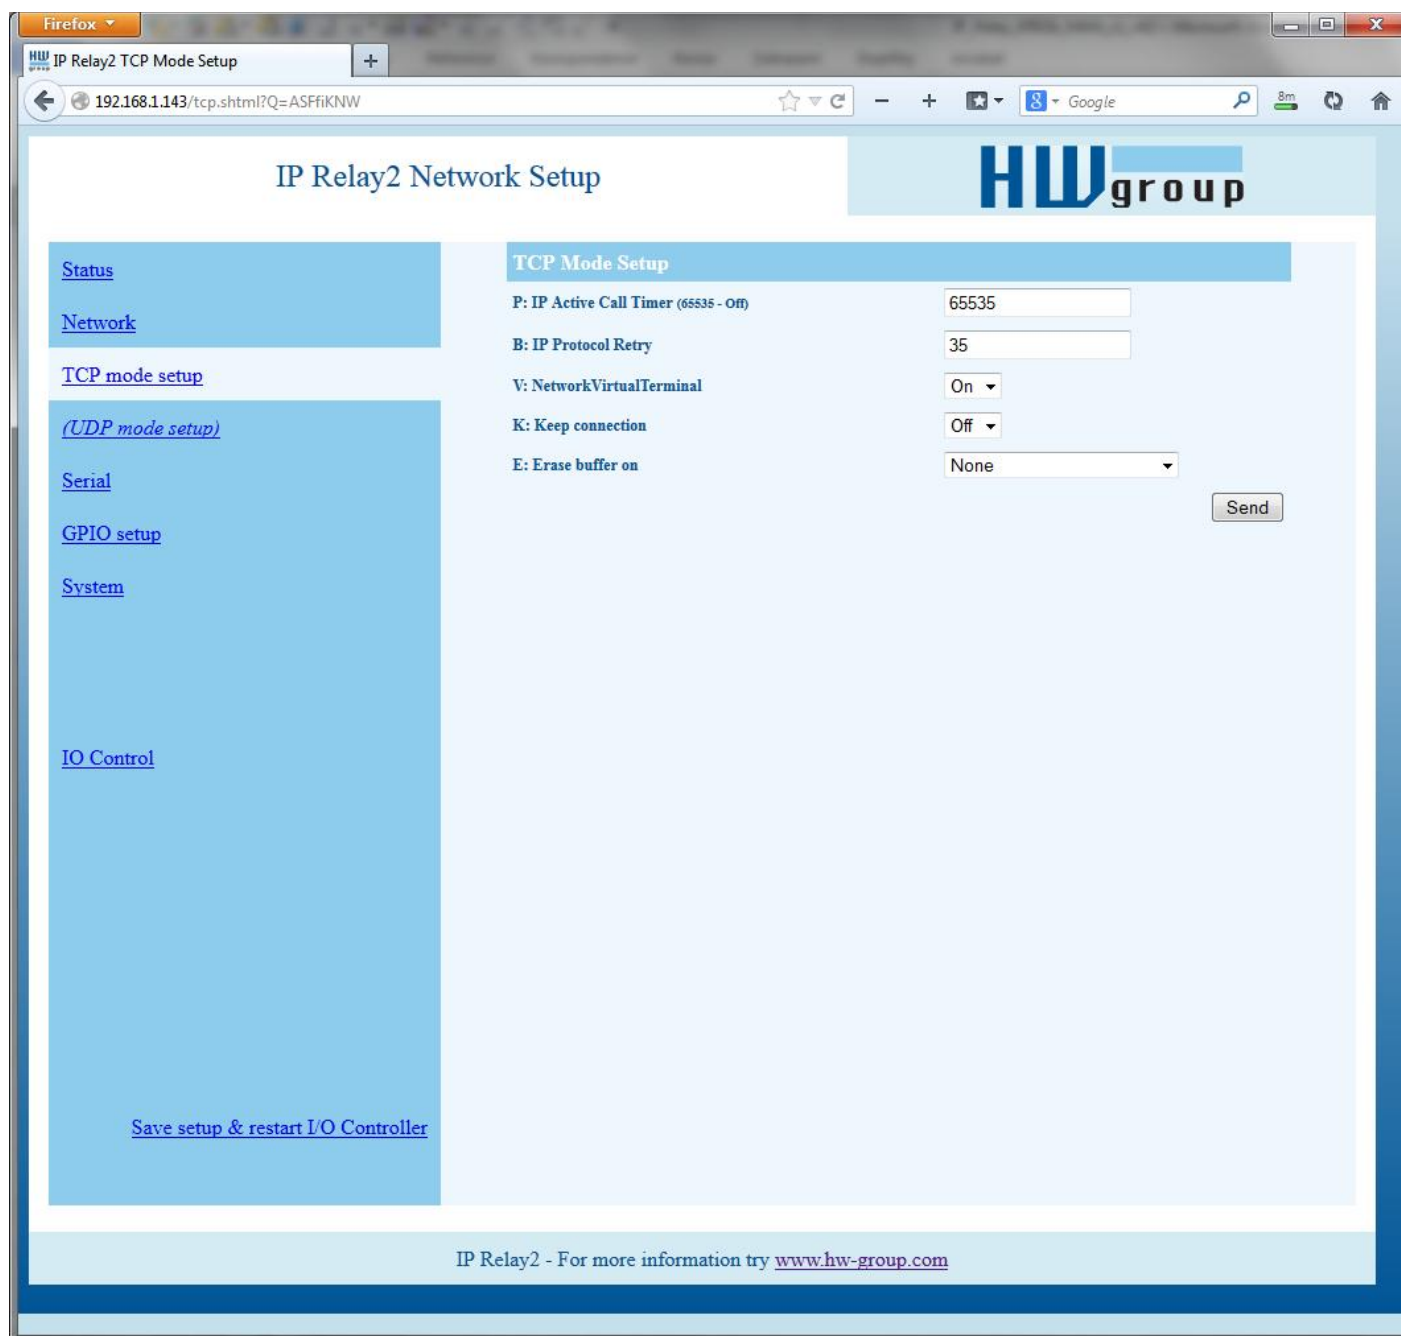 Firefox
IP Relay2 TCP Mode Setup
+
192.168.1.143/tcp.shtml?Q=ASFfiKNW
Google
8m
IP Relay2 Network Setup
HW group
Status
Network
TCP mode setup
(UDP mode setup)
Serial
GPIO setup
System
IO Control
Save setup & restart I/O Controller
TCP Mode Setup
P: IP Active Call Timer (65535 - Off) 65535
B: IP Protocol Retry 35
V: NetworkVirtualTerminal On
K: Keep connection Off
E: Erase buffer on None
Send
IP Relay2 - For more information try www.hw-group.com